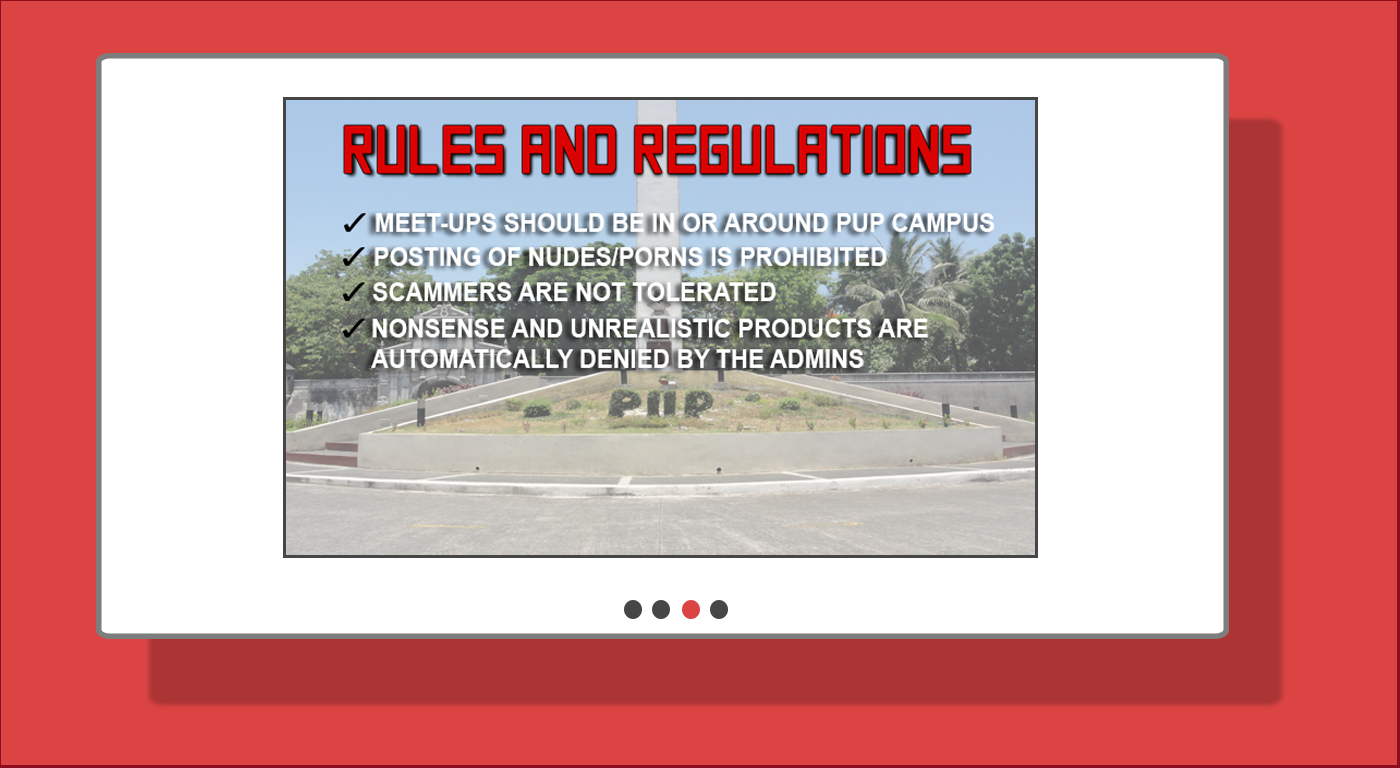 RULES AND REGULATIONS
✓ MEET-UPS SHOULD BE IN OR AROUND PUP CAMPUS
✓ POSTING OF NUDES/PORNS IS PROHIBITED
✓ SCAMMERS ARE NOT TOLERATED
✓ NONSENSE AND UNREALISTIC PRODUCTS ARE
AUTOMATICALLY DENIED BY THE ADMINS
PUP